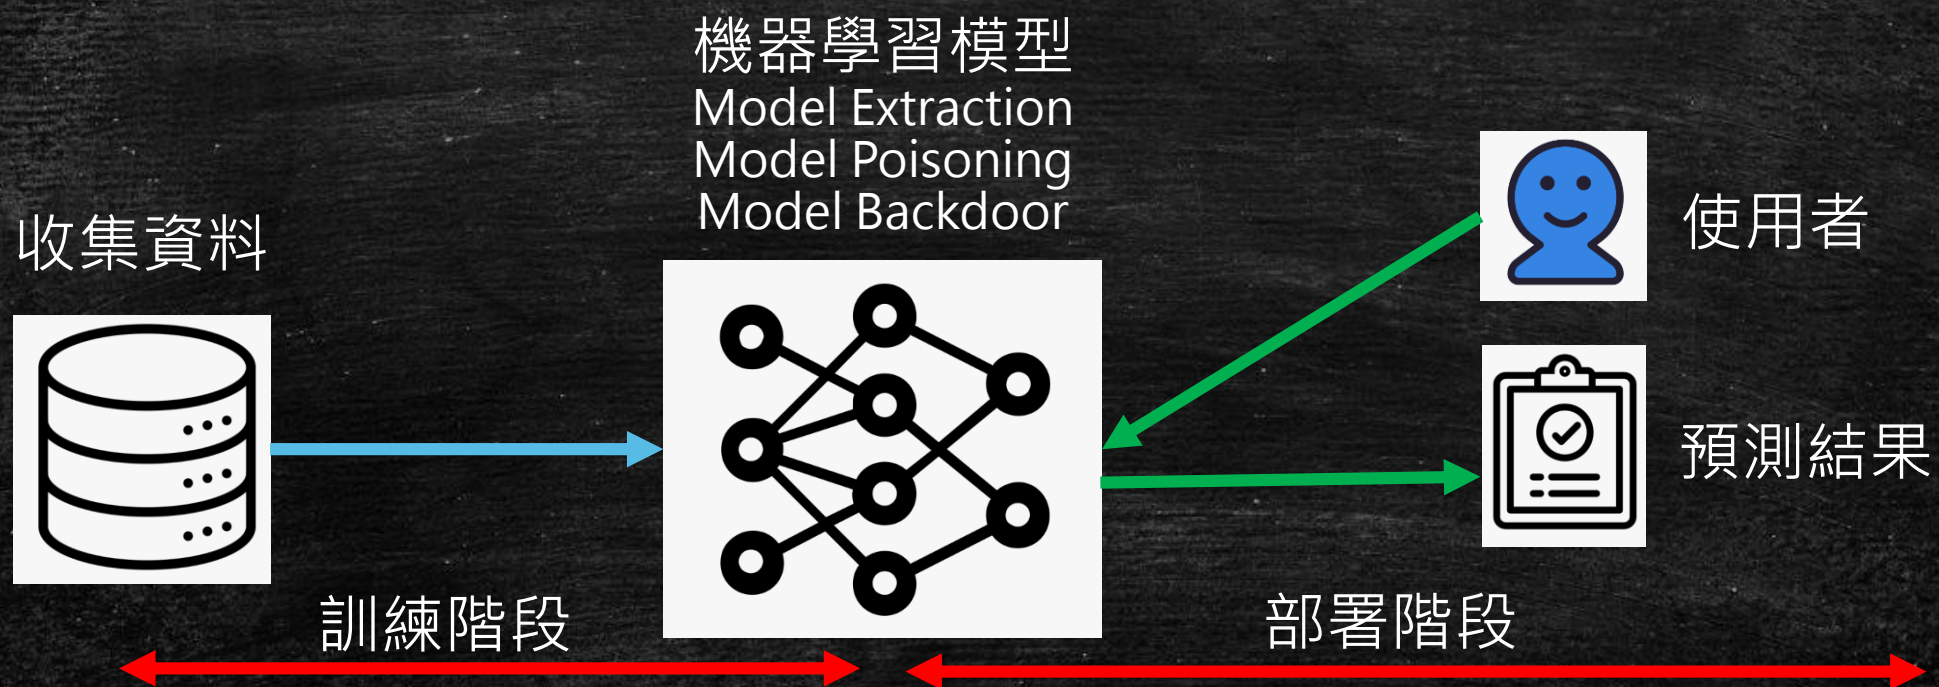 機器學習模型
Model Extraction
Model Poisoning
Model Backdoor
收集資料
使用者
預測結果
訓練階段
部署階段